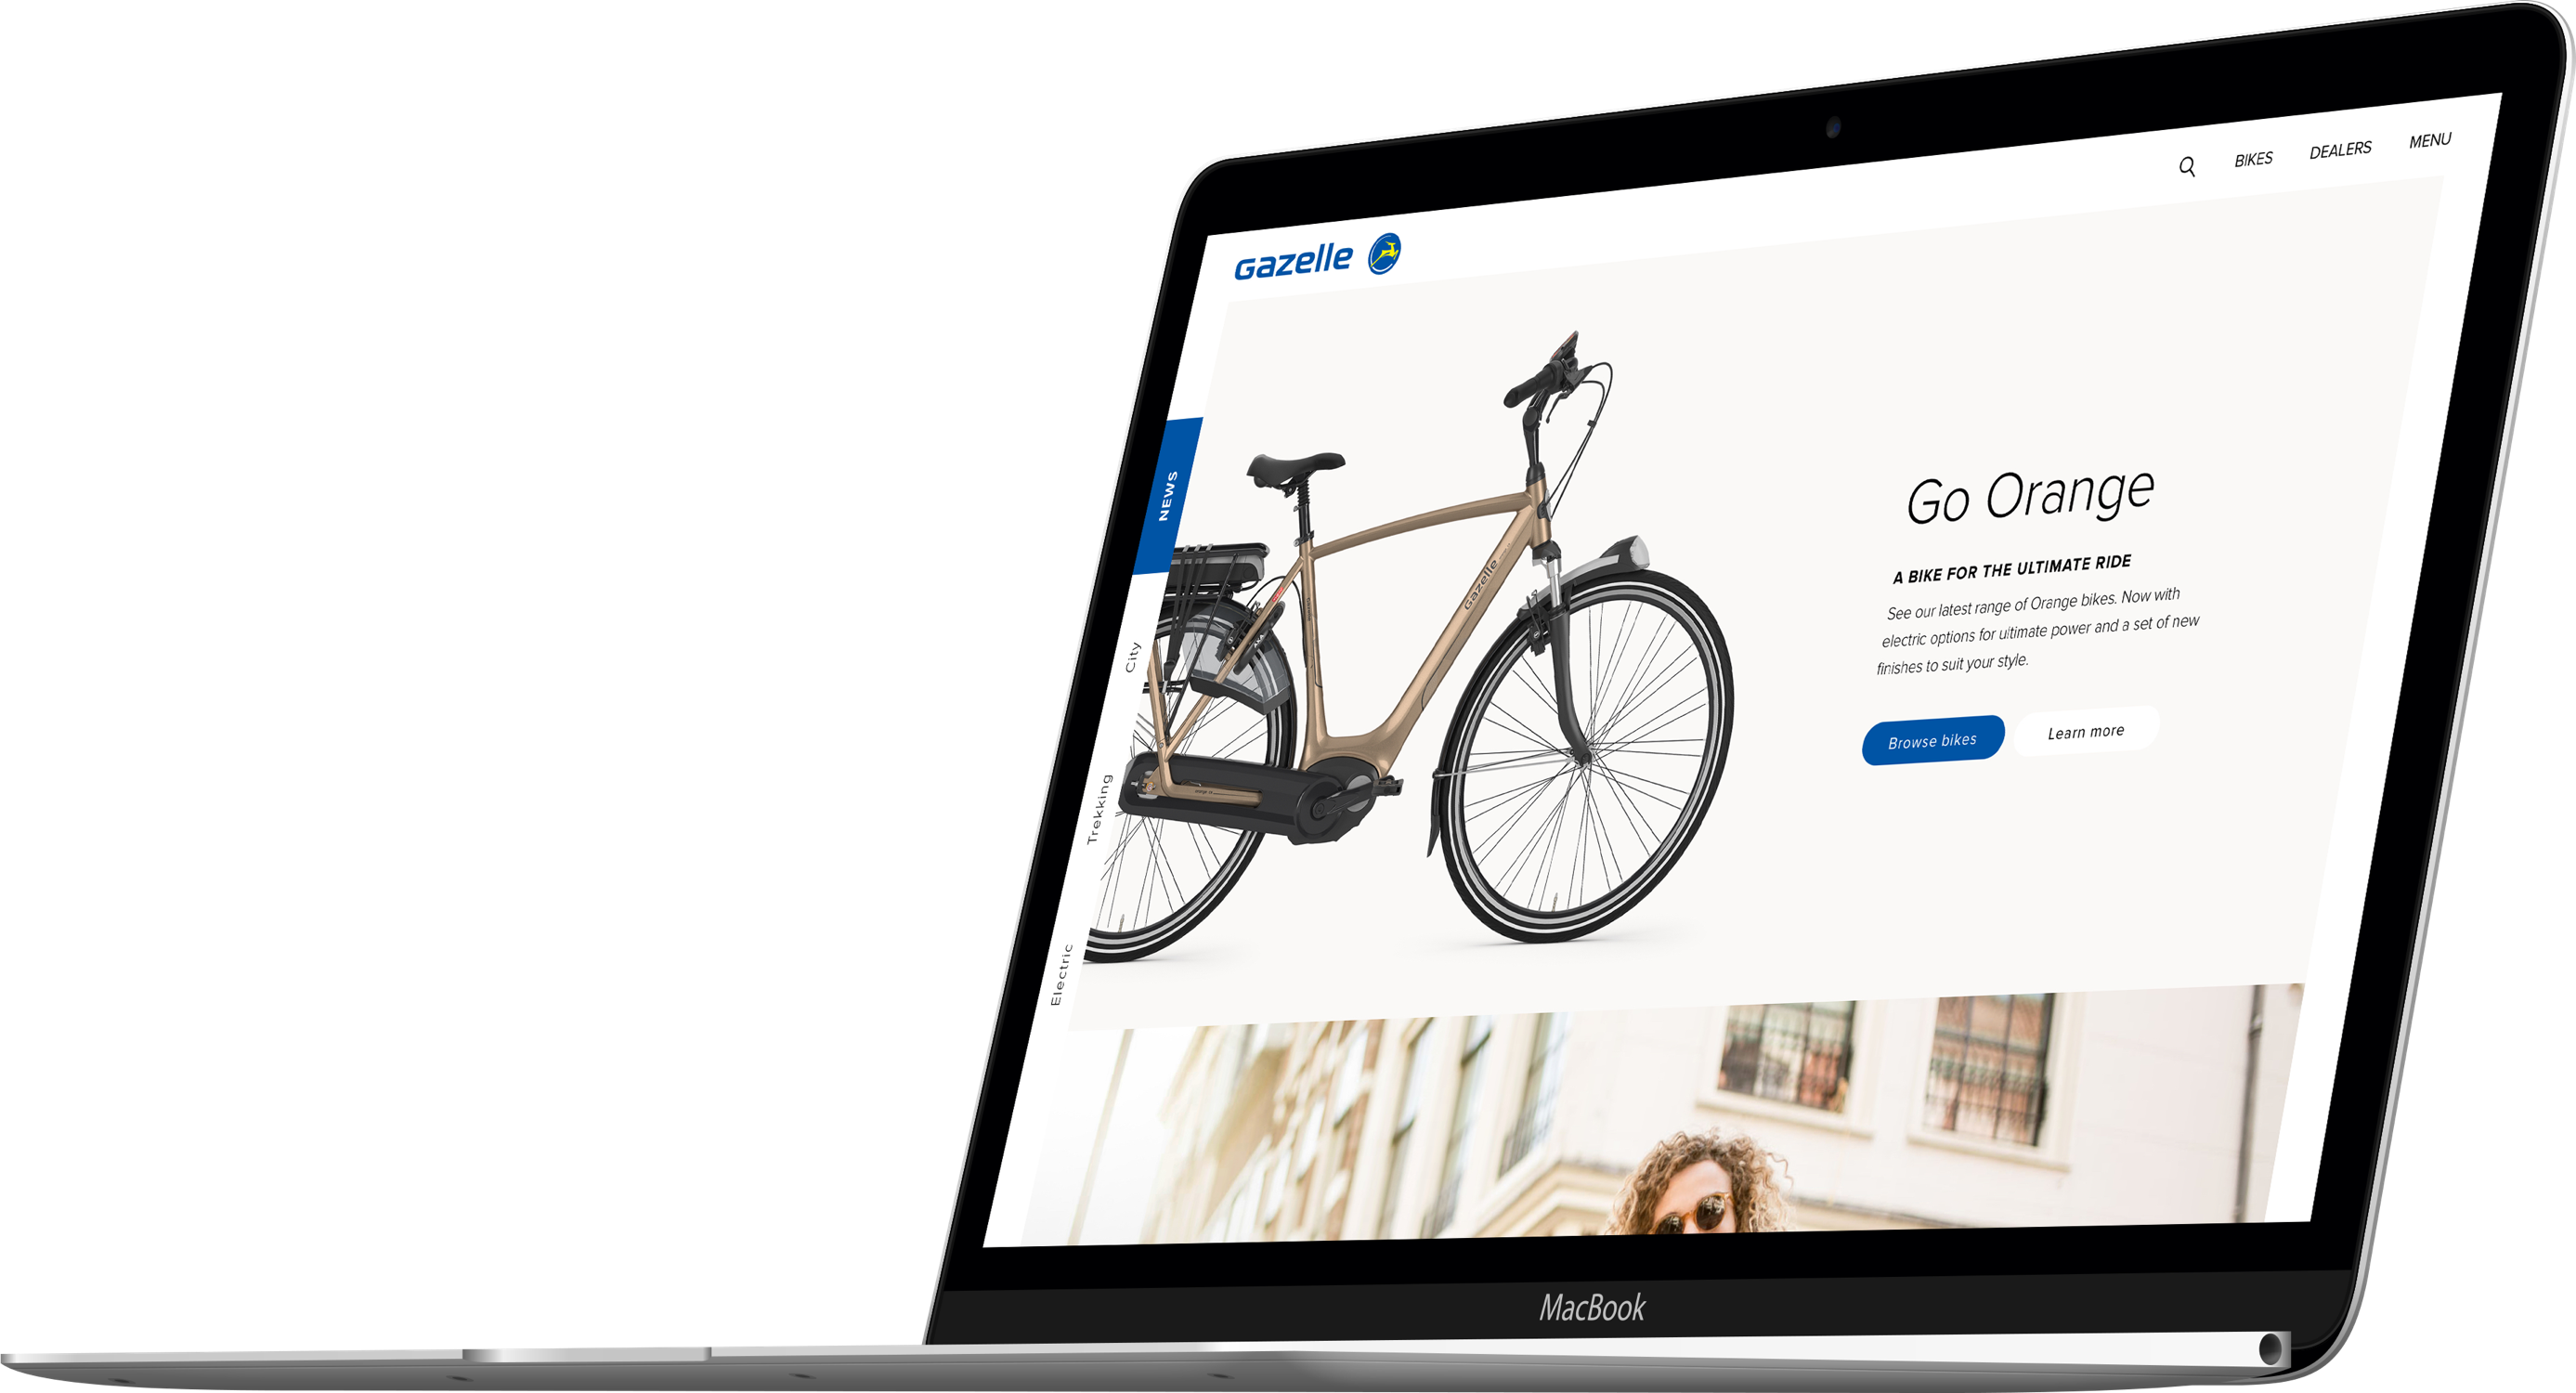 BIKES DEALERS MENU
Gazelle
NEWS
City
Trekking
Electric
Gazelle
Go Orange
A BIKE FOR THE ULTIMATE RIDE
See our latest range of Orange bikes. Now with
electric options for ultimate power and a set of new
finishes to suit your style.
Browse bikes
Learn more
MacBook